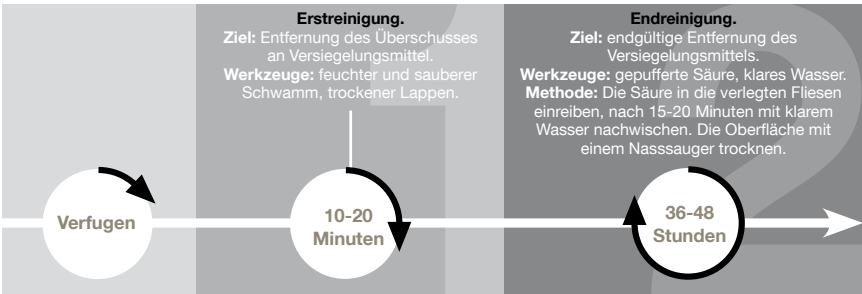 Erstreinigung.
Ziel: Entfernung des Überschusses
an Versiegelungsmittel.
Werkzeuge: feuchter und sauberer
Schwamm, trockener Lappen.
Endreinigung.
Ziel: endgültige Entfernung des
Versiegelungsmittels.
Werkzeuge: gepufferte Säure, klares Wasser.
Methode: Die Säure in die verlegten Fliesen
einreiben, nach 15-20 Minuten mit klarem
Wasser nachwischen. Die Oberfläche mit
einem Nasssauger trocknen.
Verfugen
10-20
Minuten
36-48
Stunden
1
2